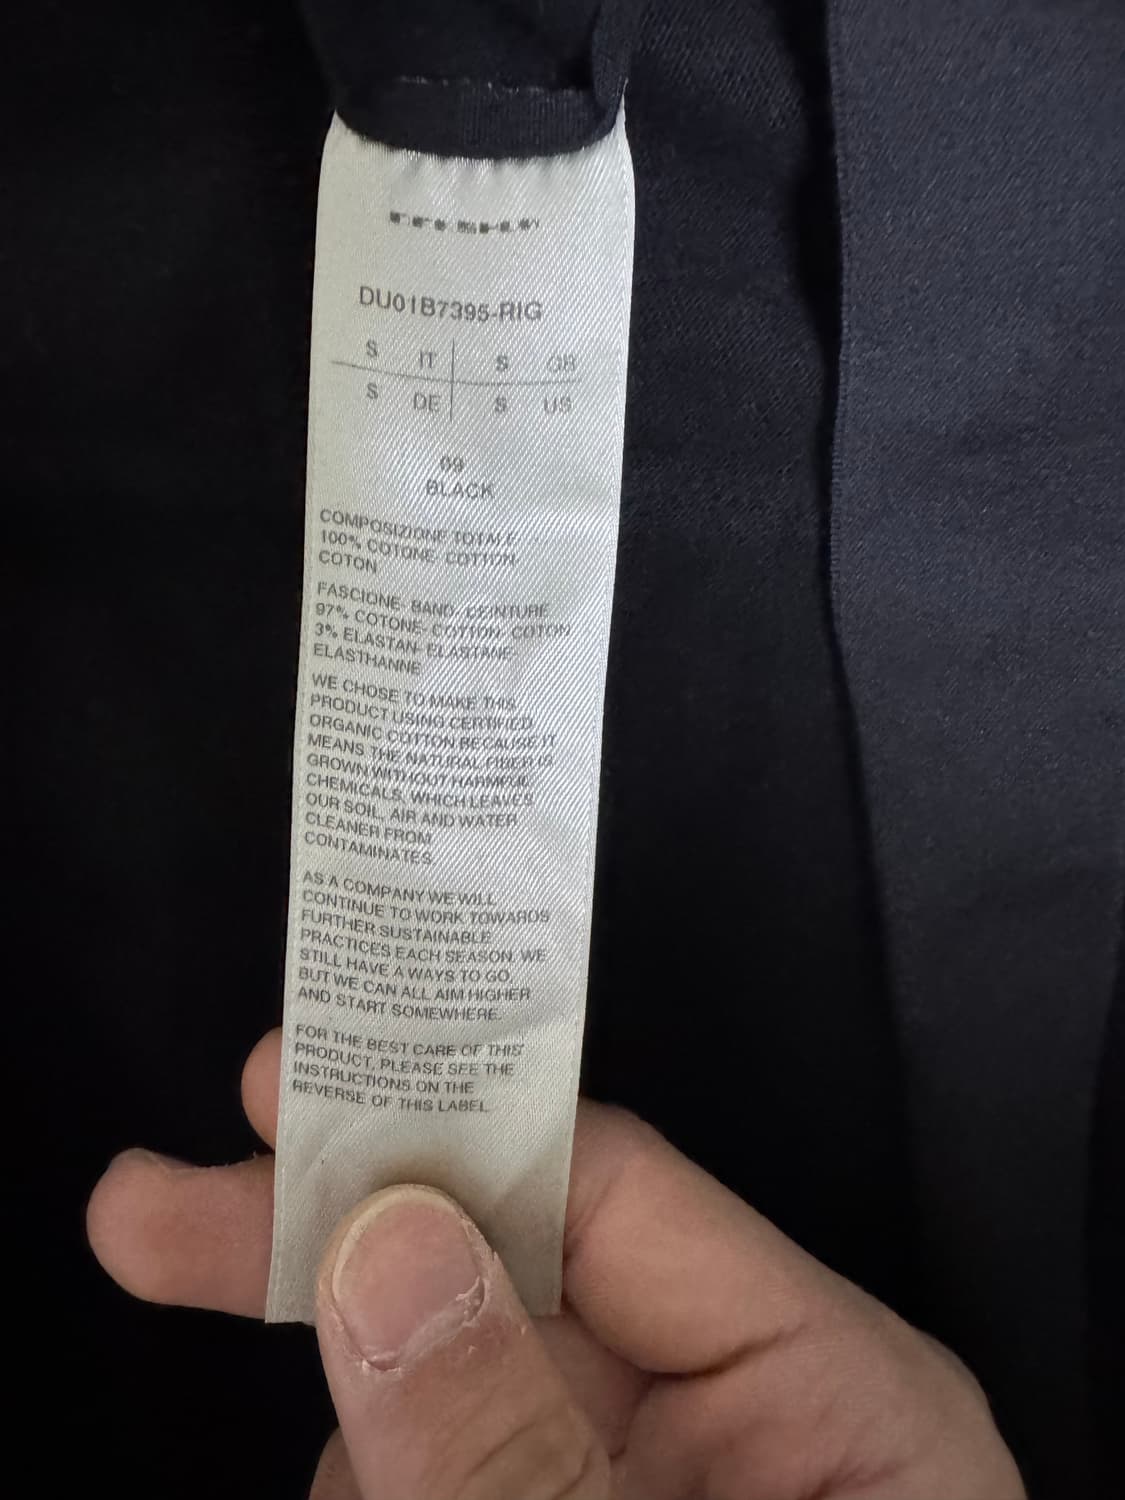 DU01B7395-RIG
S IT S GB
S DE S US
09
BLACK
COMPOSIZIONE TOTALE
100% COTONE- COTTON-
COTON
FASCIONE- BAND- CEINTURE
97% COTONE- COTTON- COTON
3% ELASTAN- ELASTANE-
ELASTHANNE
WE CHOSE TO MAKE THIS
PRODUCT USING CERTIFIED
ORGANIC COTTON BECAUSE IT
MEANS THE NATURAL FIBER IS
GROWN WITHOUT HARMFUL
CHEMICALS, WHICH LEAVES
OUR SOIL, AIR AND WATER
CLEANER FROM
CONTAMINATES.
AS A COMPANY WE WILL
CONTINUE TO WORK TOWARDS
FURTHER SUSTAINABLE
PRACTICES EACH SEASON. WE
STILL HAVE A WAYS TO GO,
BUT WE CAN ALL AIM HIGHER
AND START SOMEWHERE.
FOR THE BEST CARE OF THIS
PRODUCT, PLEASE SEE THE
INSTRUCTIONS ON THE
REVERSE OF THIS LABEL